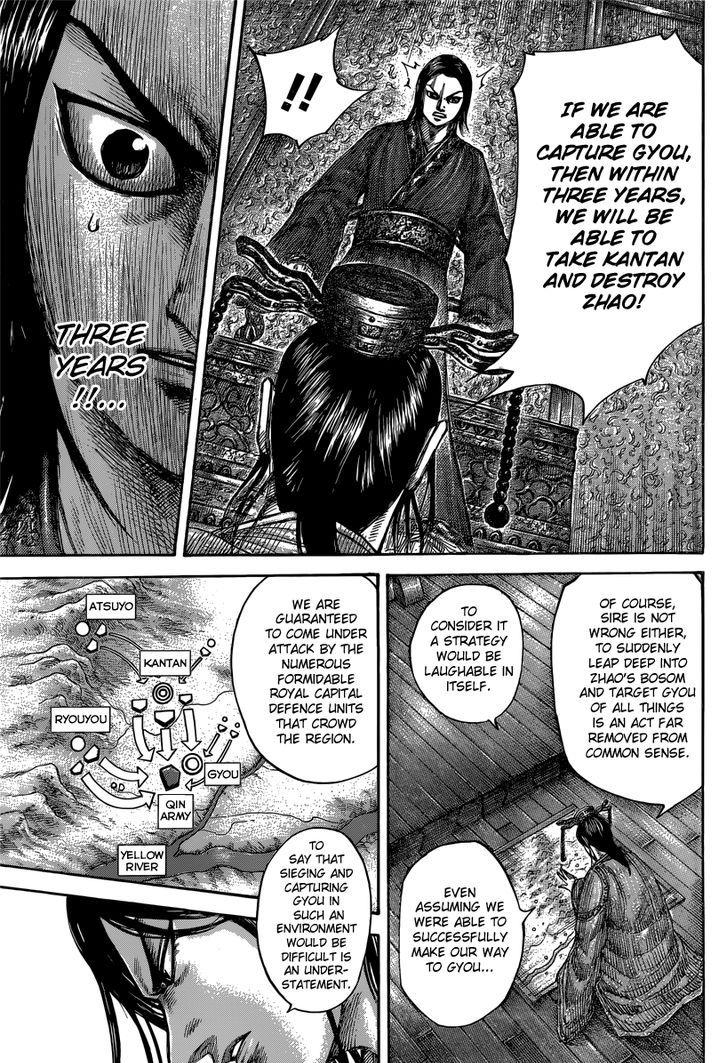 IF WE ARE
ABLE TO
CAPTURE GYOU,
THEN WITHIN
THREE YEARS,
WE WILL BE
ABLE TO
TAKE KANTAN
AND DESTROY
ZHAO!
!!
THREE
YEARS
!!...
OF COURSE,
SIRE IS NOT
WRONG EITHER,
TO SUDDENLY
LEAP DEEP INTO
ZHAO'S BOSOM
AND TARGET GYOU
OF ALL THINGS
IS AN ACT FAR
REMOVED FROM
COMMON SENSE.
TO
CONSIDER IT
A STRATEGY
WOULD BE
LAUGHABLE IN
ITSELF.
EVEN
ASSUMING WE
WERE ABLE TO
SUCCESSFULLY
MAKE OUR WAY
TO GYOU...
WE ARE
GUARANTEED
TO COME UNDER
ATTACK BY THE
NUMEROUS
FORMIDABLE
ROYAL CAPITAL
DEFENCE UNITS
THAT CROWD
THE REGION.
ATSUYO
KANTAN
RYOUYOU
GYOU
QIN
ARMY
YELLOW
RIVER
TO
SAY THAT
SIEGING AND
CAPTURING
GYOU IN
SUCH AN
ENVIRONMENT
WOULD BE
DIFFICULT IS
AN UNDER-
STATEMENT.